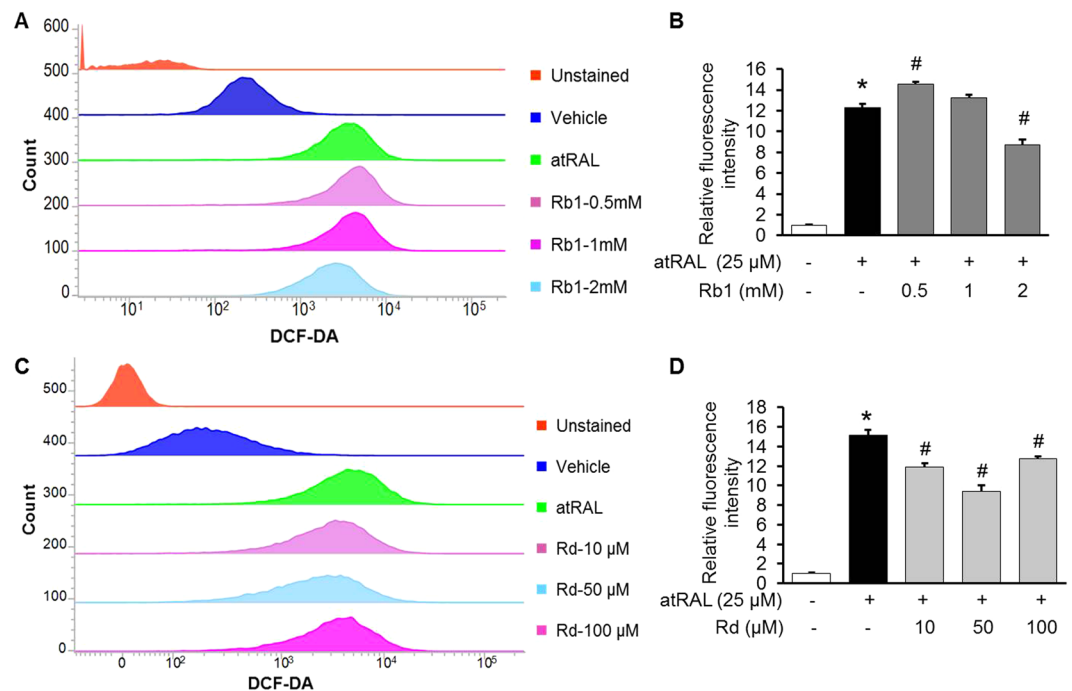 A
600
500
400
300
200
100
0
Count
10¹ 10² 10³ 10⁴ 10⁵
DCF-DA
Unstained
Vehicle
atRAL
Rb1-0.5mM
Rb1-1mM
Rb1-2mM
B
Relative fluorescence
intensity
16
14
12
10
8
6
4
2
0
* # #
atRAL (25 µM) - + + + +
Rb1 (mM) - - 0.5 1 2
C
500
400
300
200
100
0
Count
0 10² 10³ 10⁴ 10⁵
DCF-DA
Unstained
Vehicle
atRAL
Rd-10 µM
Rd-50 µM
Rd-100 µM
D
Relative fluorescence
intensity
18
16
14
12
10
8
6
4
2
0
* # # #
atRAL (25 µM) - + + + +
Rd (µM) - - 10 50 100